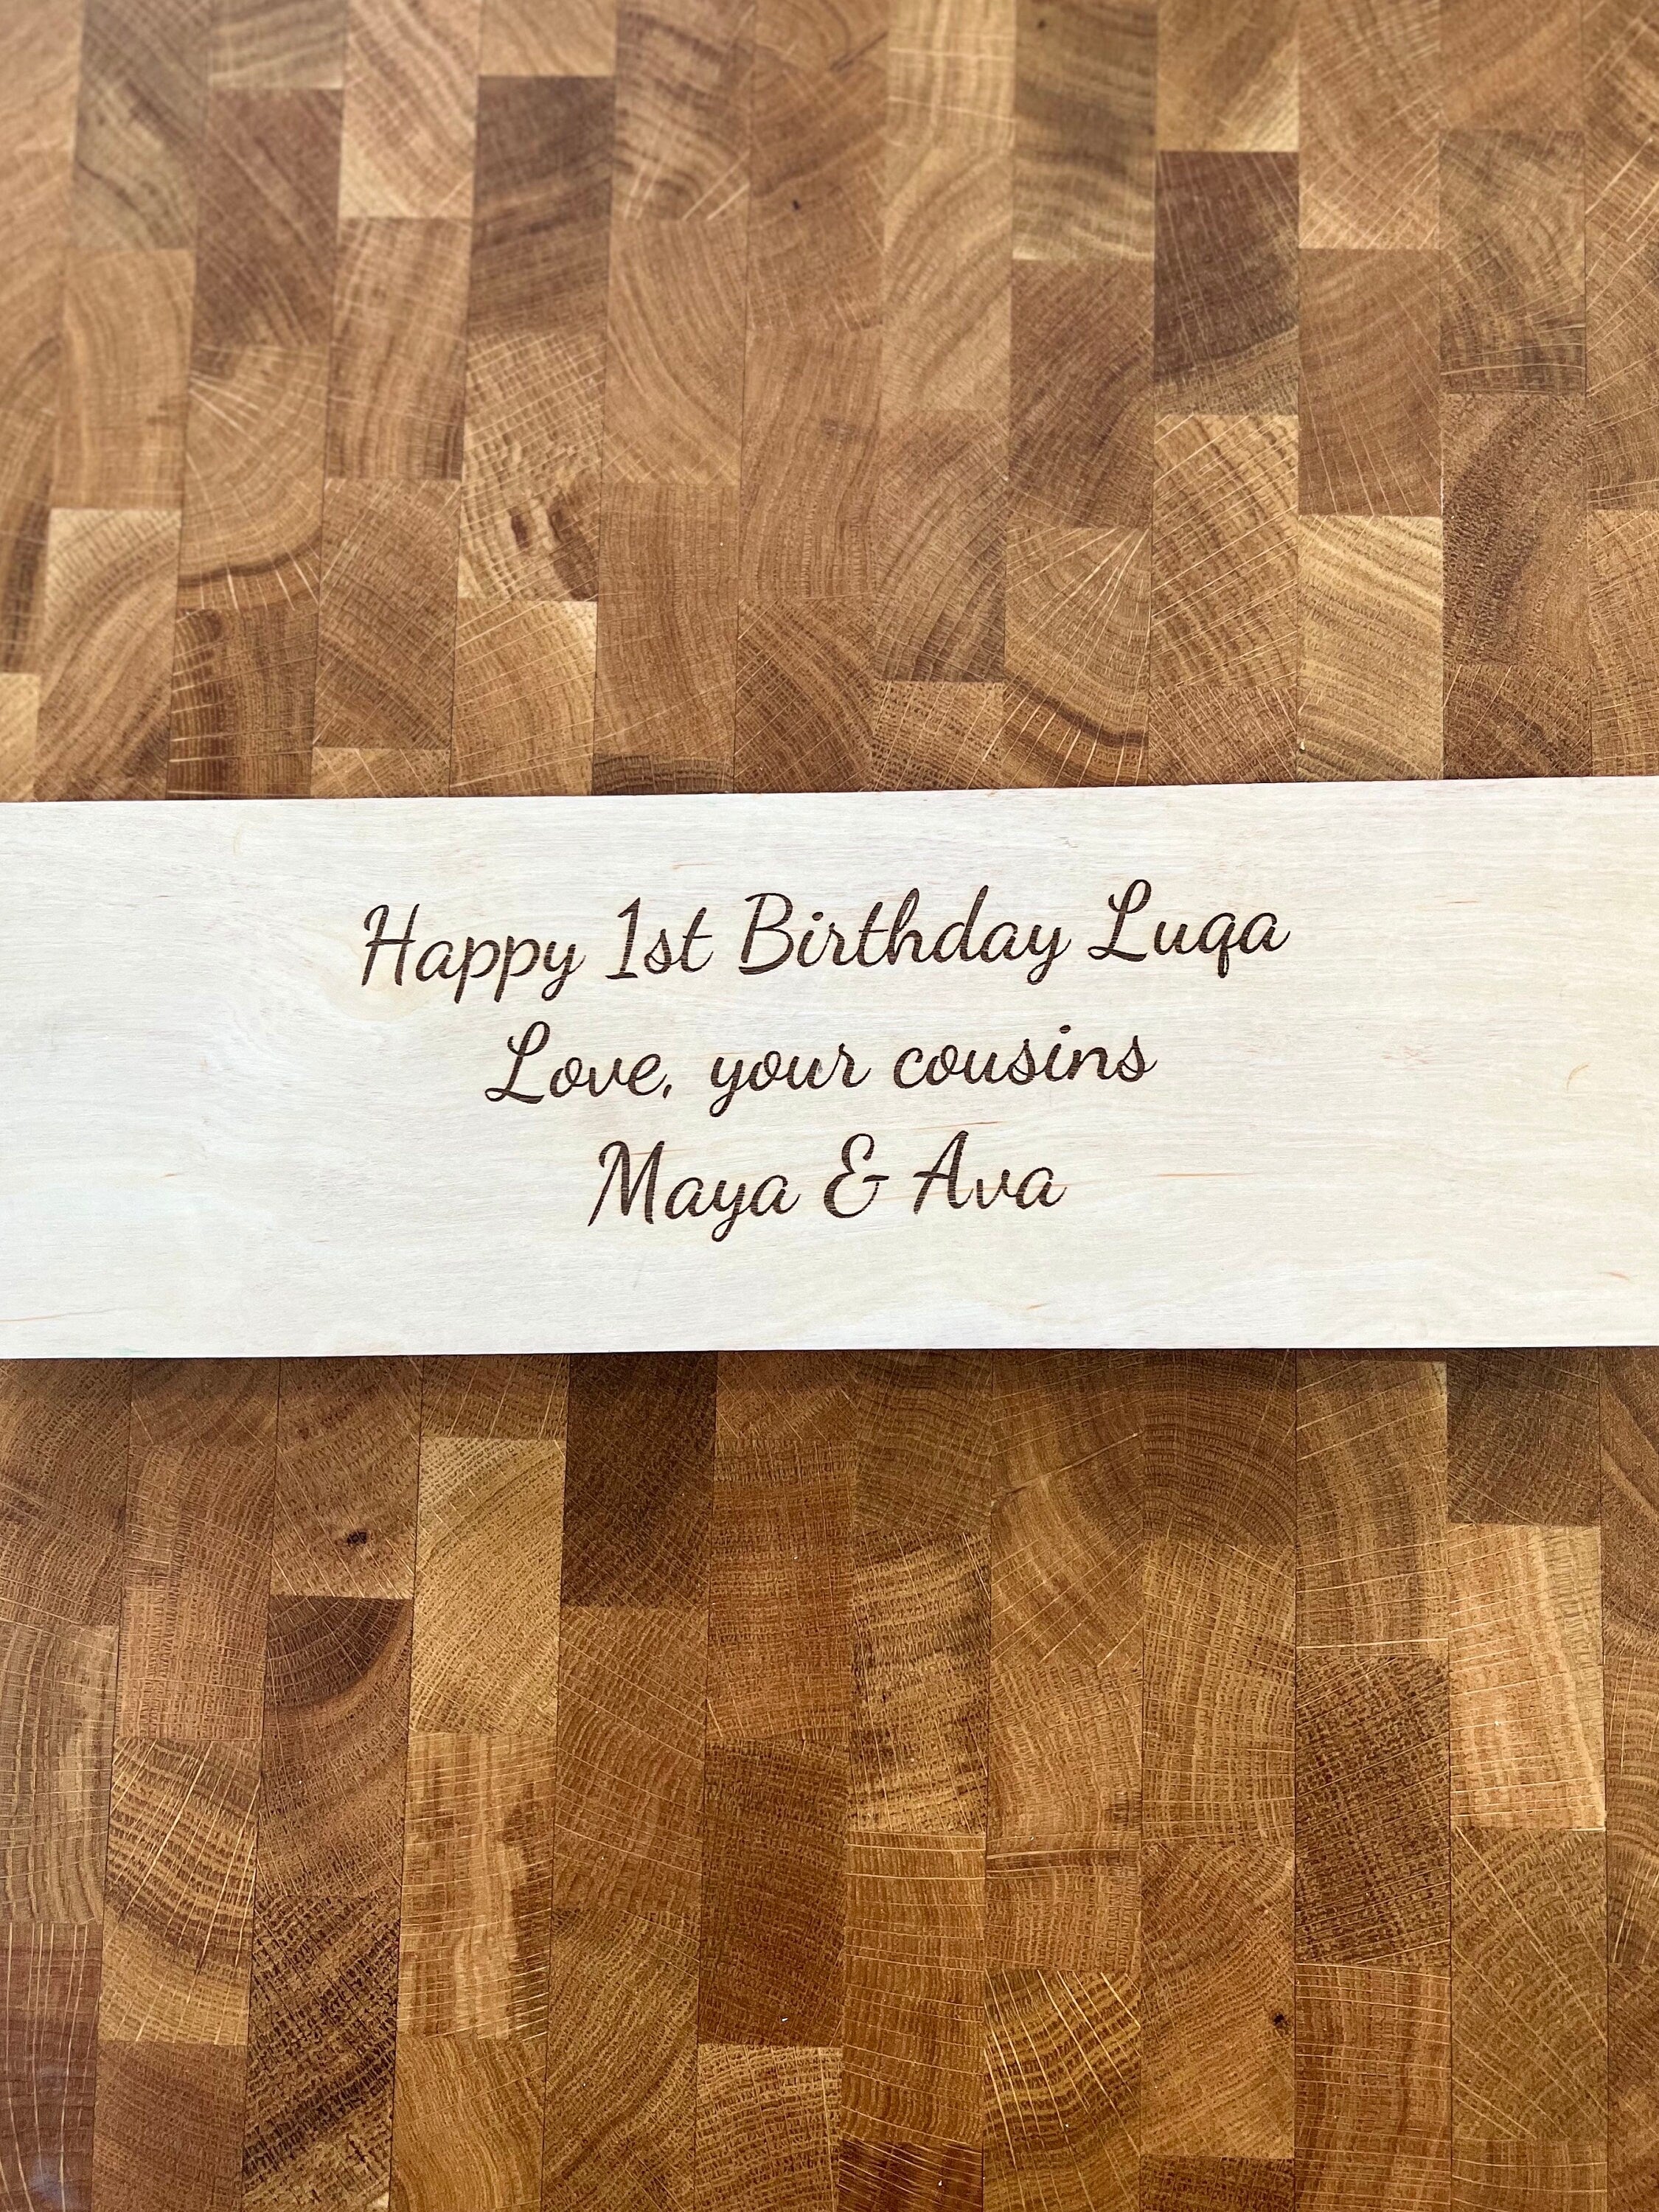 Happy 1st Birthday Luqa
Love, your cousins
Maya & Ava